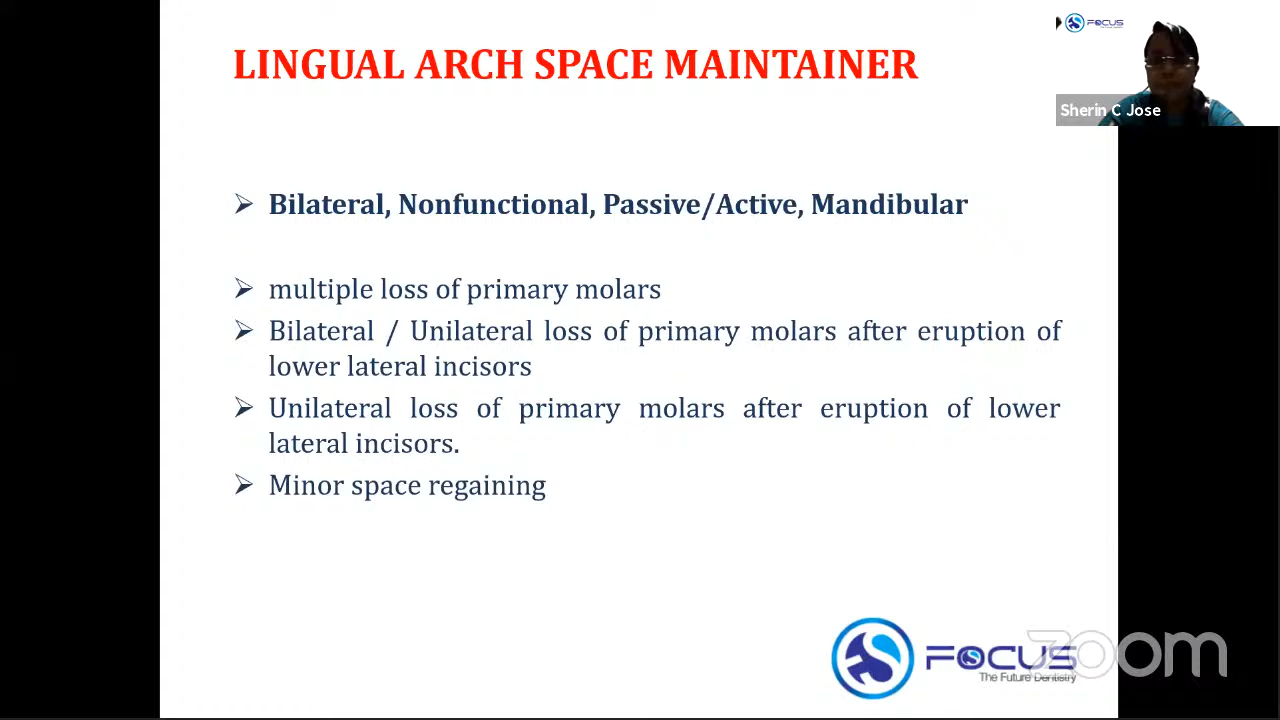 LINGUAL ARCH SPACE MAINTAINER
FOCUS
Sherin C Jose
Bilateral, Nonfunctional, Passive/Active, Mandibular
multiple loss of primary molars
Bilateral / Unilateral loss of primary molars after eruption of
lower lateral incisors
Unilateral loss of primary molars after eruption of lower
lateral incisors.
Minor space regaining
FOCUS
The Future Dentistry
zoom